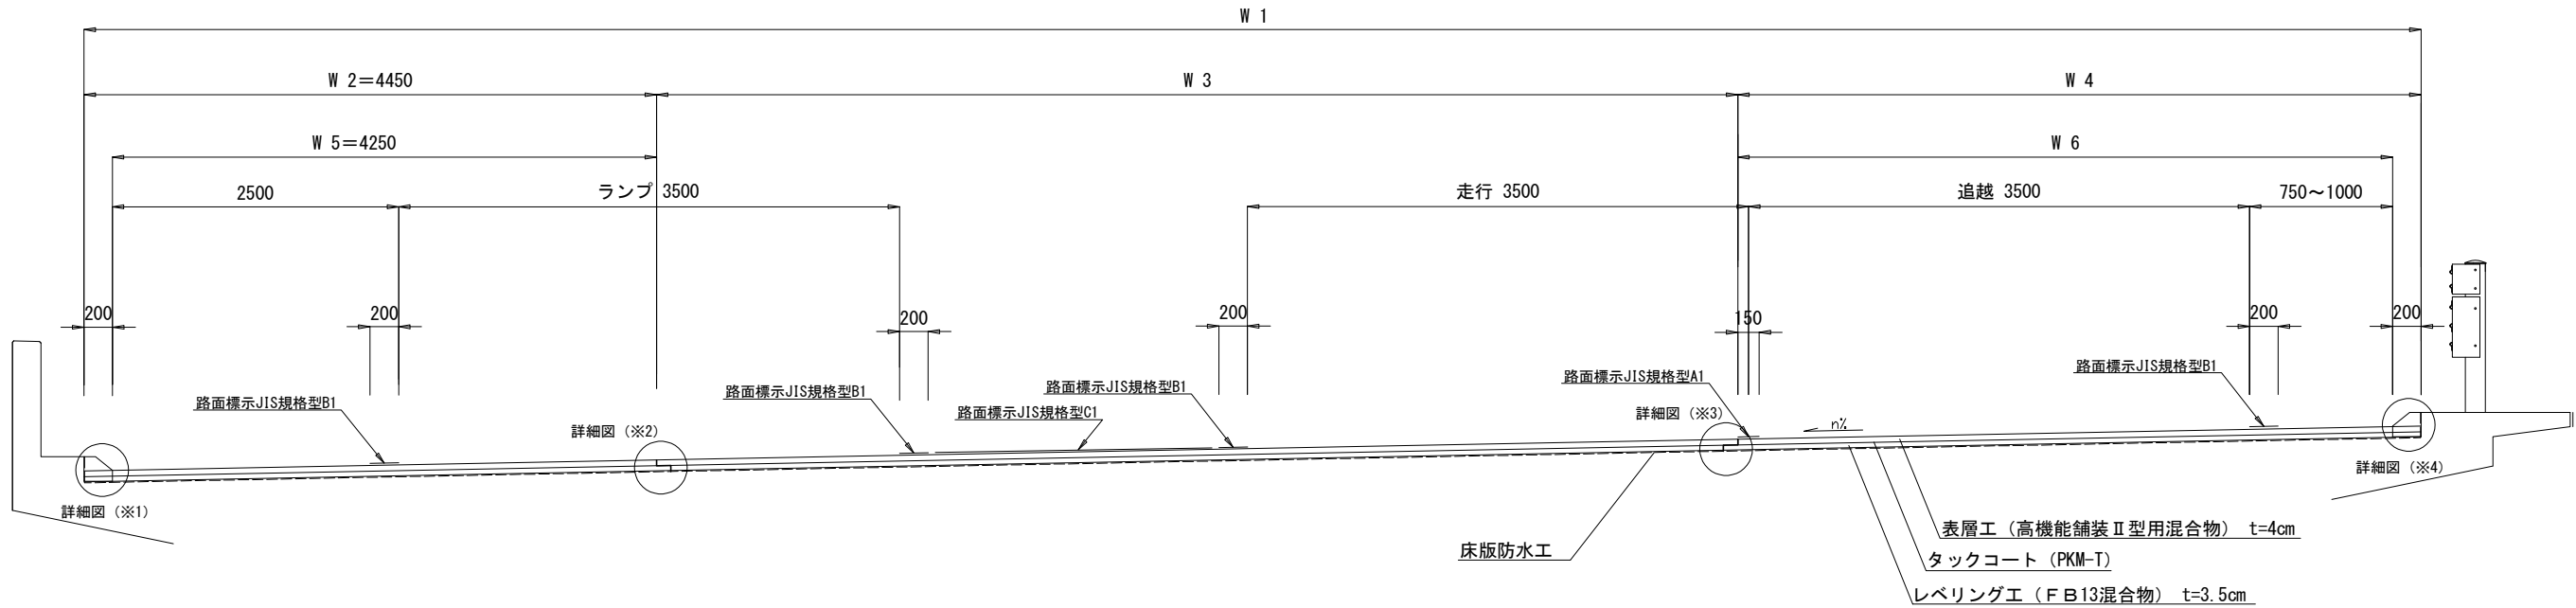 W 1
W 2=4450
W 3
W 4
W 5=4250
W 6
2500
ランプ 3500
走行 3500
追越 3500
750~1000
200
200
200
200
150
200
200
路面標示JIS規格型B1
路面標示JIS規格型B1
路面標示JIS規格型C1
路面標示JIS規格型B1
路面標示JIS規格型A1
路面標示JIS規格型B1
詳細図(※1)
詳細図(※2)
詳細図(※3)
n%
詳細図(※4)
床版防水工
表層工(高機能舗装Ⅱ型用混合物) t=4cm
タックコート(PKM-T)
レベリング工(FB13混合物) t=3.5cm